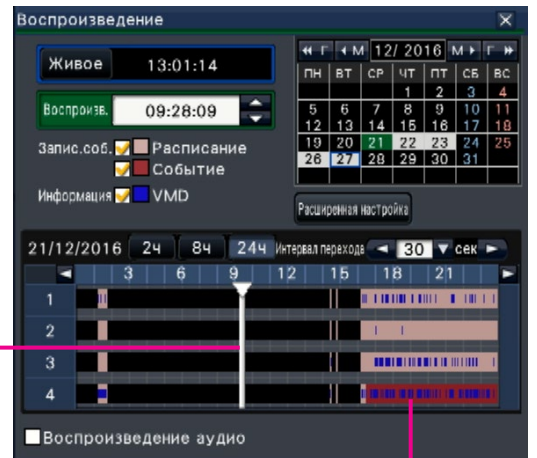 Воспроизведение
Живое 13:01:14
Воспроизв. 09:28:09
Запис.соб. Расписание
Событие
Информация VMD
Г М 12/ 2016 М Г
ПН ВТ СР ЧТ ПТ СБ ВС
1 2 3 4
5 6 7 8 9 10 11
12 13 14 15 16 17 18
19 20 21 22 23 24 25
26 27 28 29 30 31
Расширенная настройка
21/12/2016 2ч 8ч 24ч Интервал перехода 30 сек
3 6 9 12 15 18 21
1
2
3
4
Воспроизведение аудио